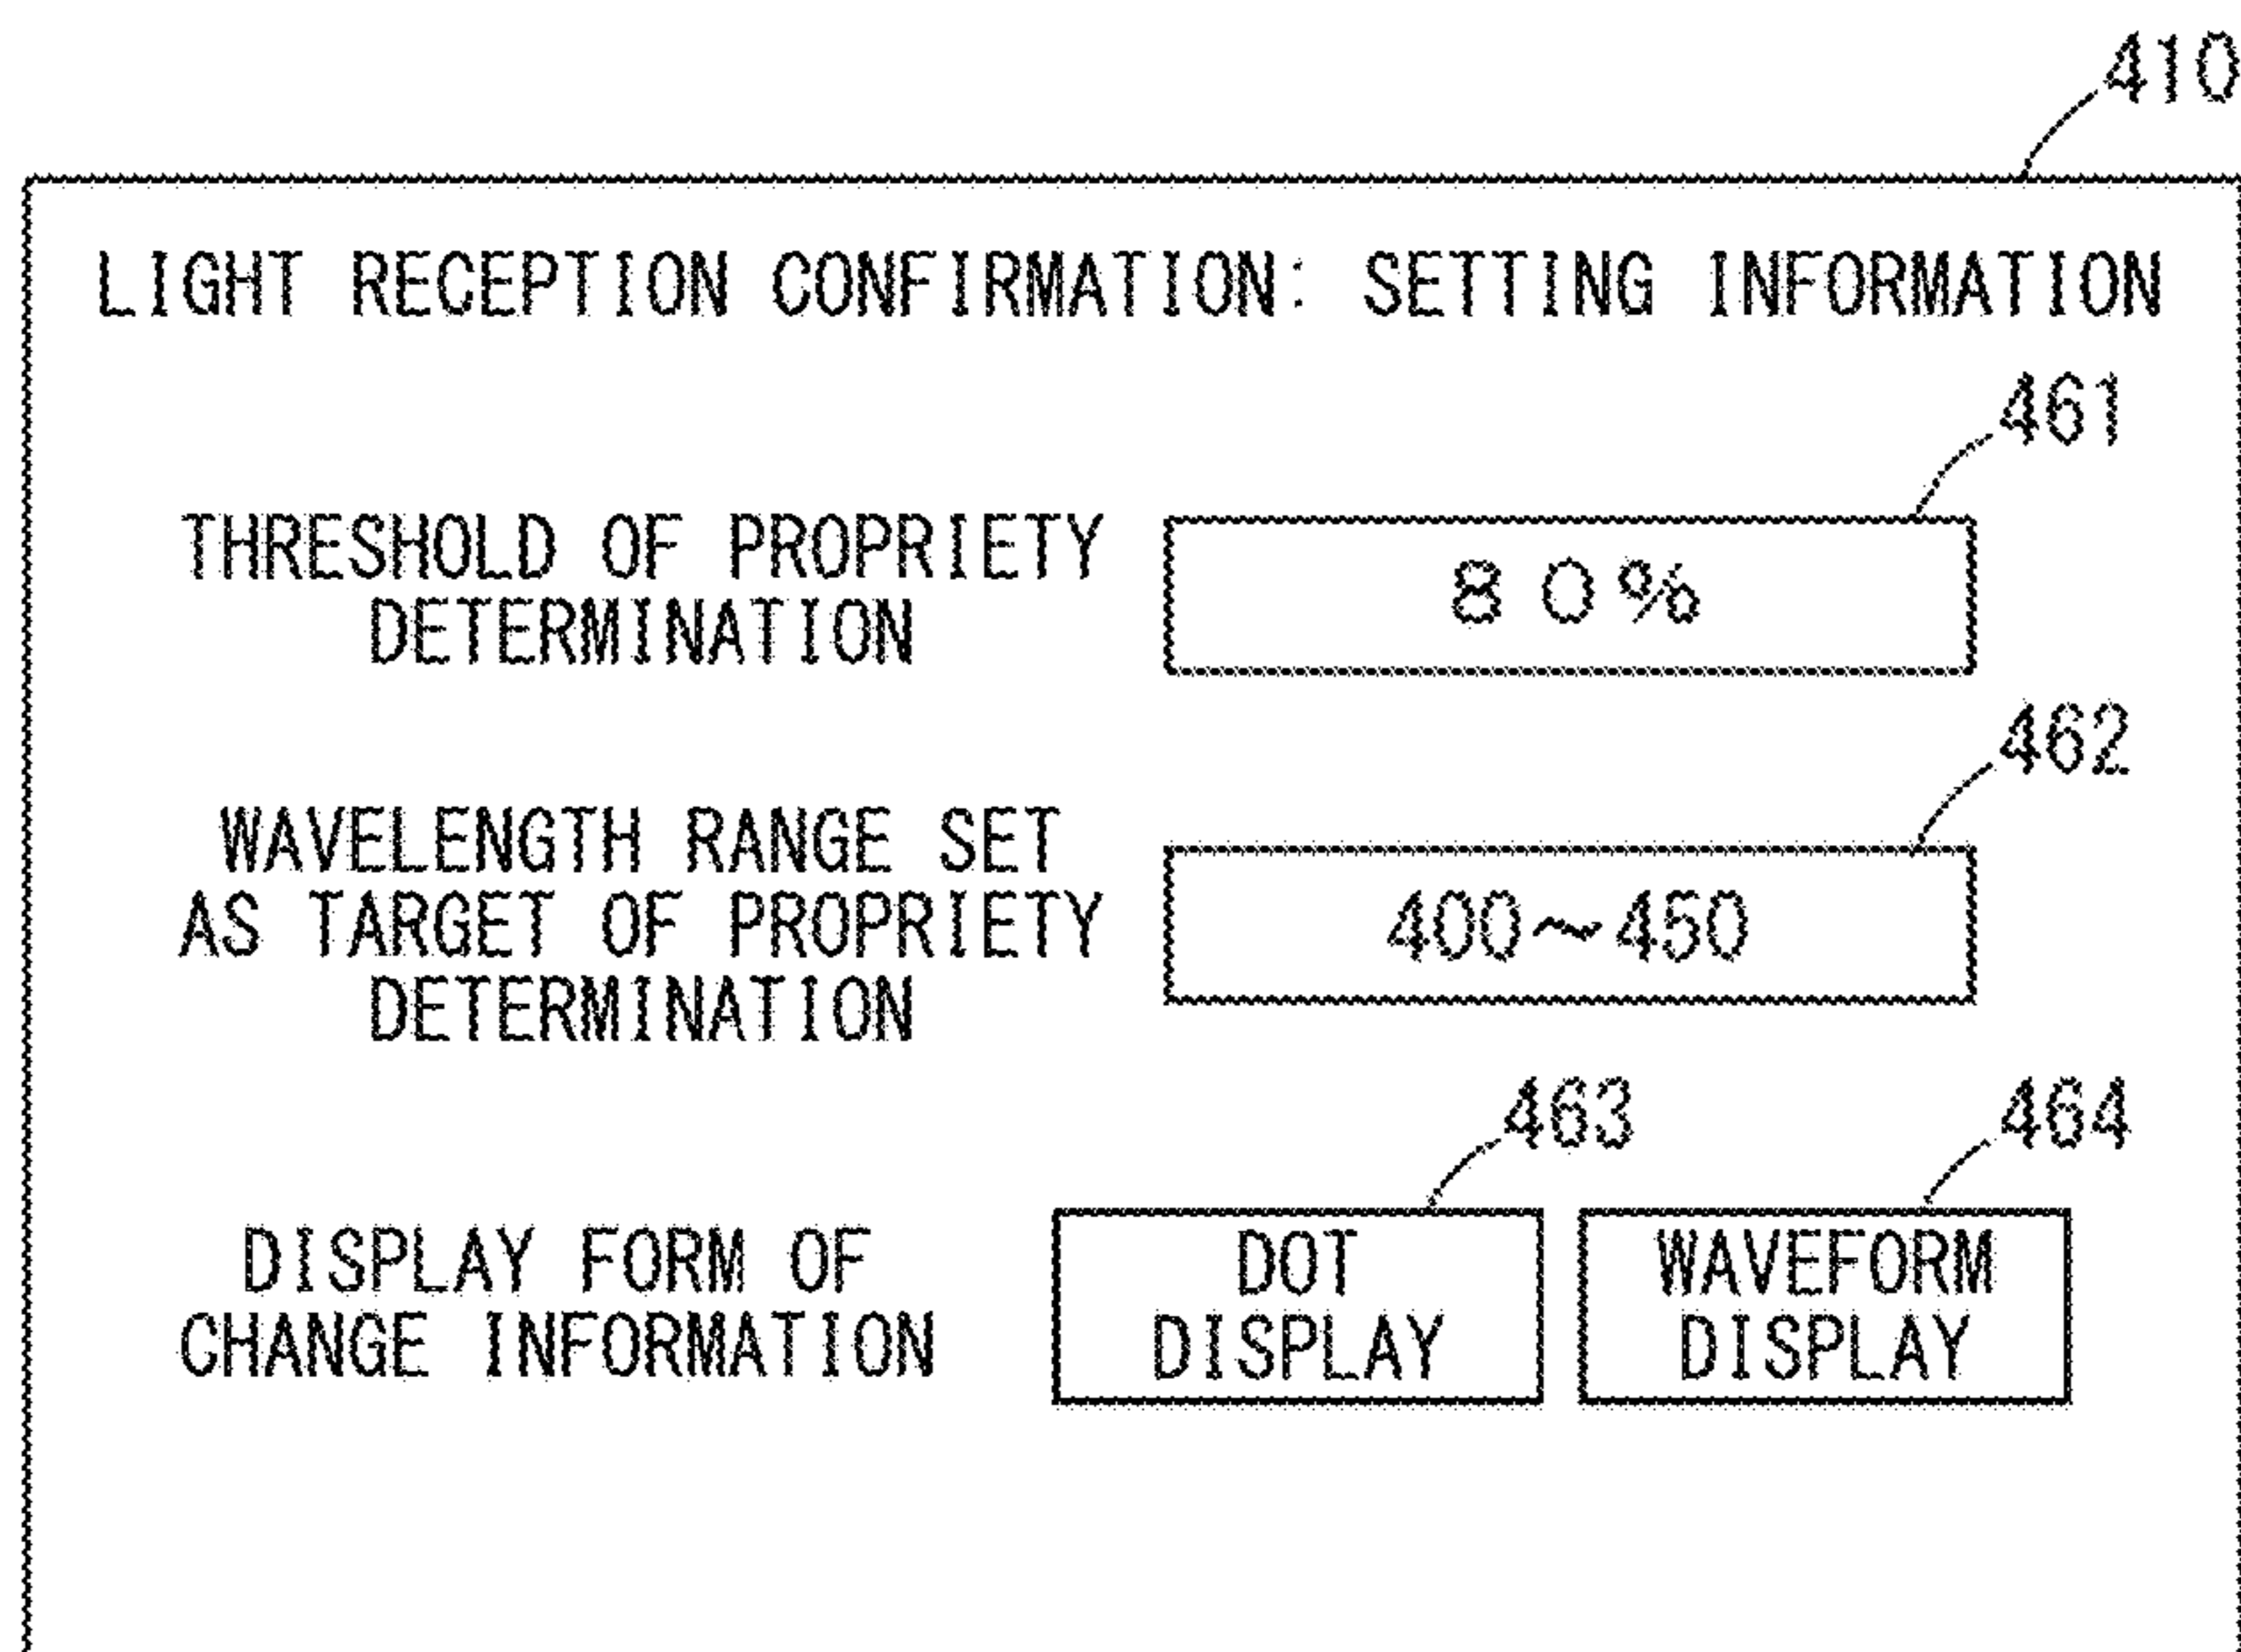 410
LIGHT RECEPTION CONFIRMATION: SETTING INFORMATION
461
THRESHOLD OF PROPRIETY
DETERMINATION
80%
462
WAVELENGTH RANGE SET
AS TARGET OF PROPRIETY
DETERMINATION
400~450
463
464
DISPLAY FORM OF
CHANGE INFORMATION
DOT
DISPLAY
WAVEFORM
DISPLAY